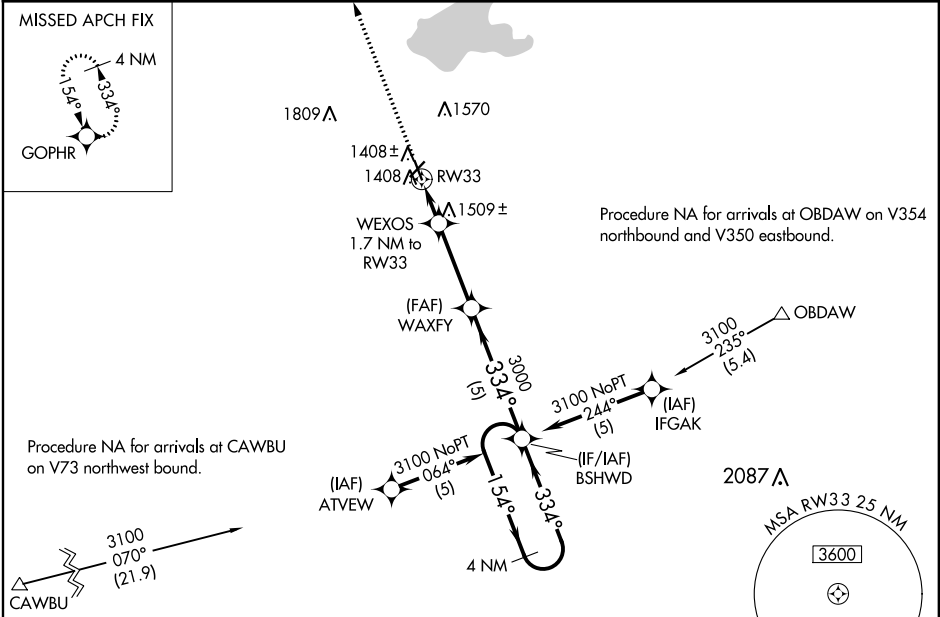 MISSED APCH FIX
4 NM
154°
334°
GOPHR
1809
1570
1408 ±
1408
RW33
1509 ±
WEXOS
1.7 NM to
RW33
Procedure NA for arrivals at OBDAW on V354
northbound and V350 eastbound.
(FAF)
WAXFY
OBDAW
3100
235°
(5.4)
3000
334°
(5)
3100 NoPT
244°
(5)
(IAF)
IFGAK
Procedure NA for arrivals at CAWBU
on V73 northwest bound.
3100 NoPT
064°
(5)
(IAF)
ATVEW
(IF/IAF)
BSHWD
154°
334°
4 NM
2087
MSA RW33 25 NM
3600
3100
070°
(21.9)
CAWBU